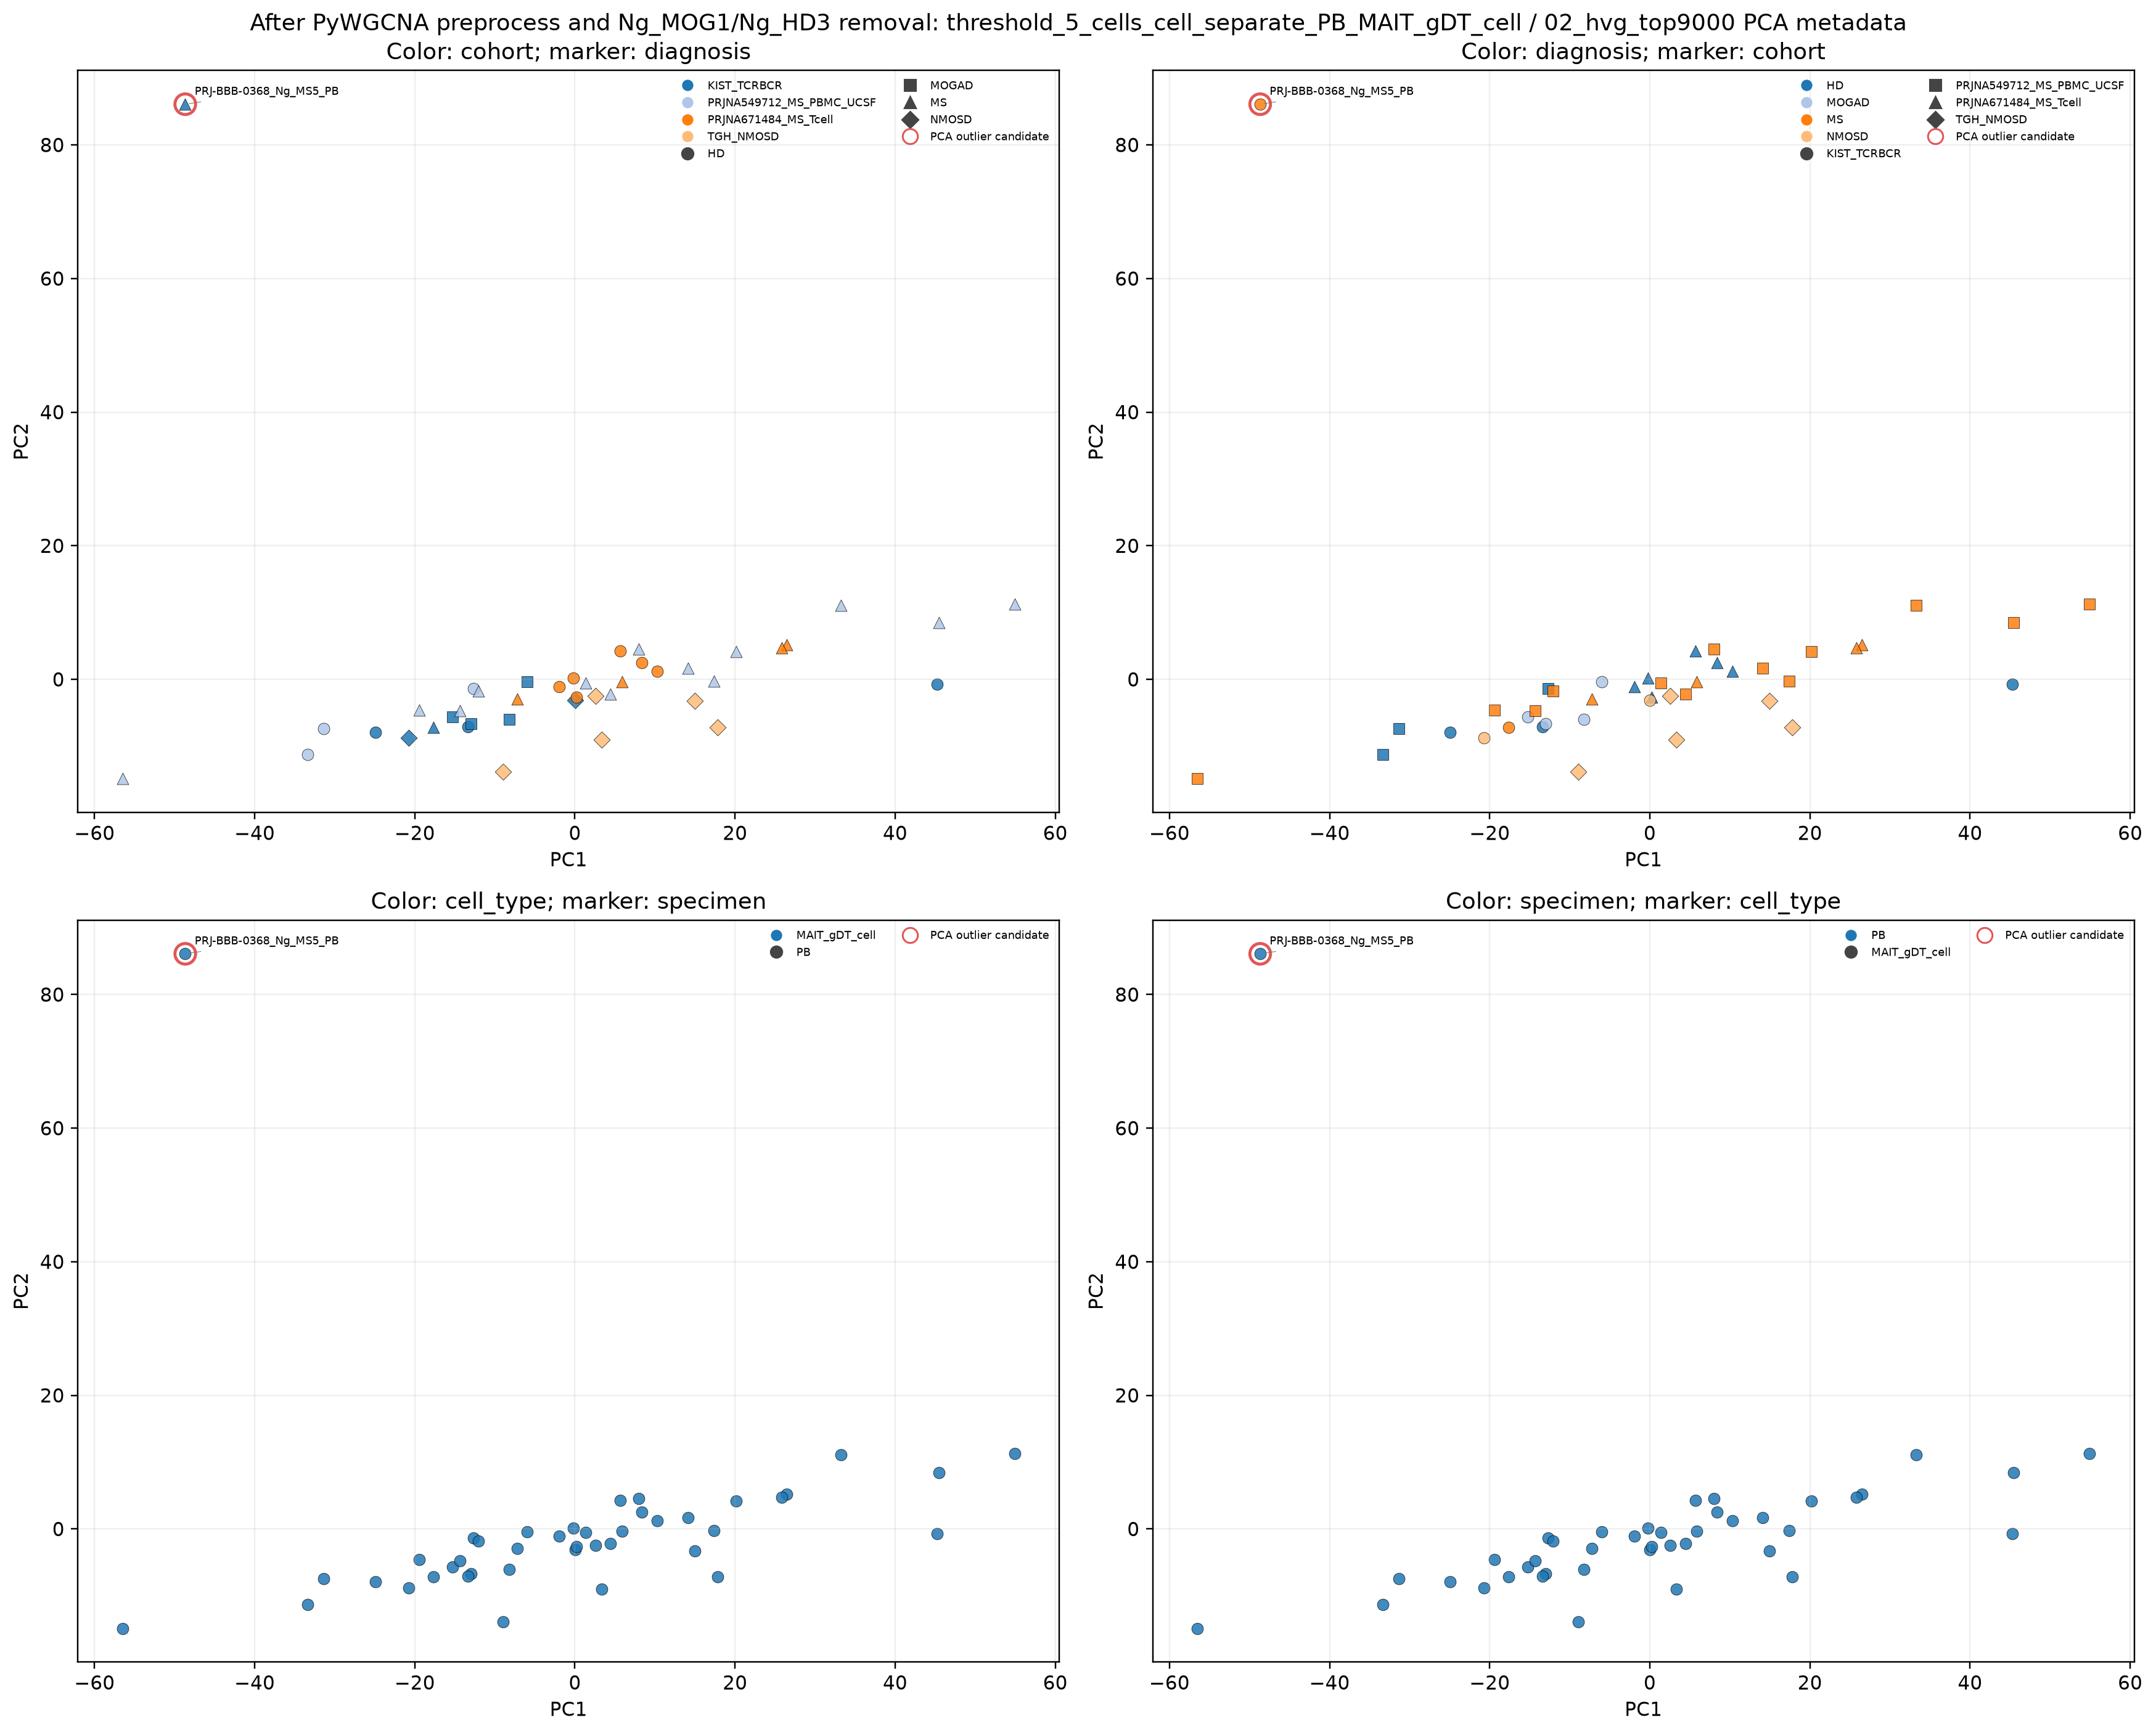 After PyWGCNA preprocess and Ng_MOG1/Ng_HD3 removal: threshold_5_cells_cell_separate_PB_MAIT_gDT_cell / 02_hvg_top9000 PCA metadata
Color: cohort; marker: diagnosis
PRJ-BBB-0368_Ng_MS5_PB
KIST_TCRBCR
PRJNA549712_MS_PBMC_UCSF
PRJNA671484_MS_Tcell
TGH_NMOSD
HD
MOGAD
MS
NMOSD
PCA outlier candidate
80
60
40
20
0
PC2
−60 −40 −20 0 20 40 60
PC1
Color: diagnosis; marker: cohort
PRJ-BBB-0368_Ng_MS5_PB
HD
MOGAD
MS
NMOSD
KIST_TCRBCR
PRJNA549712_MS_PBMC_UCSF
PRJNA671484_MS_Tcell
TGH_NMOSD
PCA outlier candidate
80
60
40
20
0
PC2
−60 −40 −20 0 20 40 60
PC1
Color: cell_type; marker: specimen
PRJ-BBB-0368_Ng_MS5_PB
MAIT_gDT_cell
PB
PCA outlier candidate
80
60
40
20
0
PC2
−60 −40 −20 0 20 40 60
PC1
Color: specimen; marker: cell_type
PRJ-BBB-0368_Ng_MS5_PB
PB
MAIT_gDT_cell
PCA outlier candidate
80
60
40
20
0
PC2
−60 −40 −20 0 20 40 60
PC1